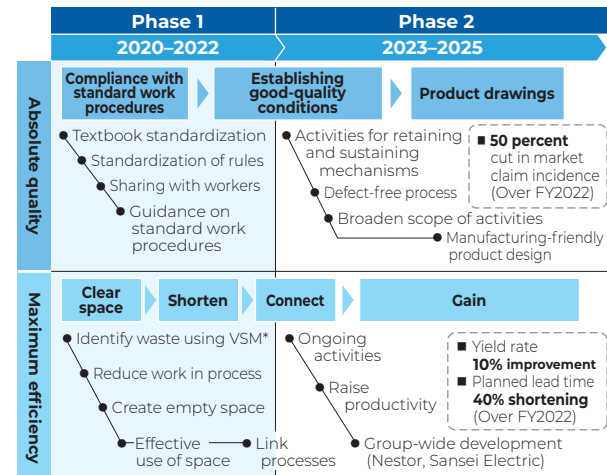 Phase 1
Phase 2
2020–2022
2023–2025
Absolute quality
Compliance with
standard work
procedures
Establishing
good-quality
conditions
Product drawings
Textbook standardization
Standardization of rules
Sharing with workers
Guidance on
standard work
procedures
Activities for retaining
and sustaining
mechanisms
Defect-free process
Broaden scope of activities
Manufacturing-friendly
product design
■ 50 percent
cut in market
claim incidence
(Over FY2022)
Maximum efficiency
Clear
space
Shorten
Connect
Gain
Identify waste using VSM*
Reduce work in process
Create empty space
Effective
use of space
Link
processes
Ongoing
activities
Raise
productivity
Group-wide development
(Nestor, Sansei Electric)
■ Yield rate
10% improvement
■ Planned lead time
40% shortening
(Over FY2022)